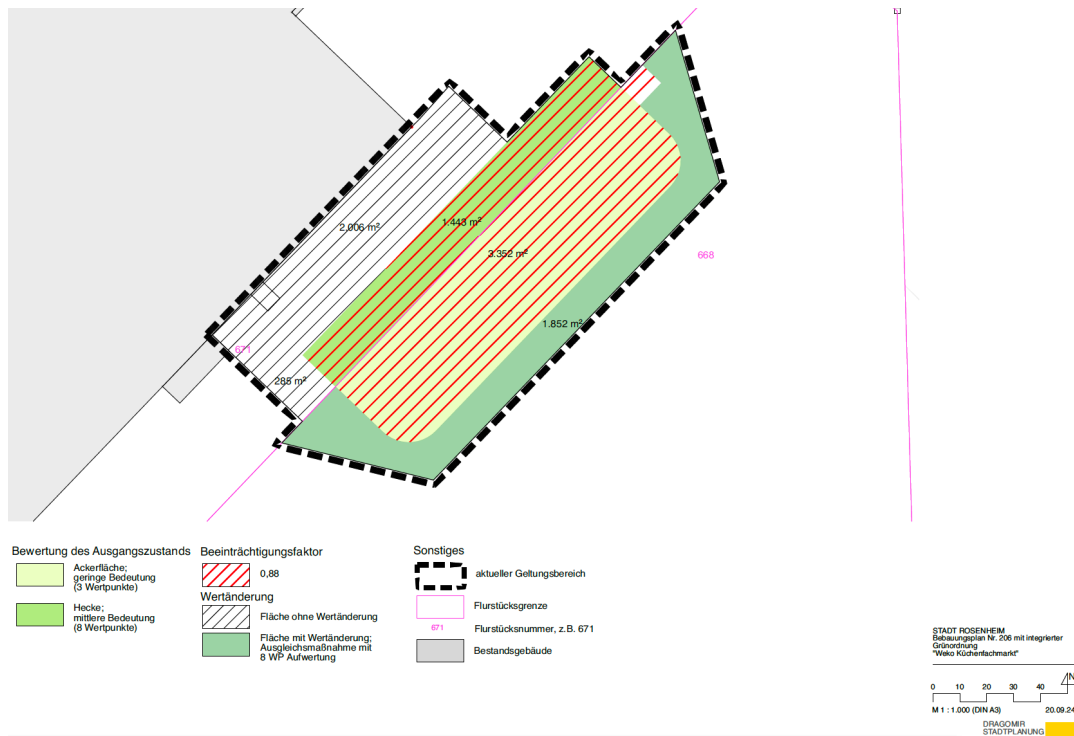 2.006 m²
1.443 m²
3.352 m²
668
1.852 m²
671
285 m²
Bewertung des Ausgangszustands
Ackerfläche;
geringe Bedeutung
(3 Wertpunkte)
Hecke;
mittlere Bedeutung
(8 Wertpunkte)
Beeinträchtigungsfaktor
0,88
Wertänderung
Fläche ohne Wertänderung
Fläche mit Wertänderung;
Ausgleichsmaßnahme mit
8 WP Aufwertung
Sonstiges
aktueller Geltungsbereich
Flurstücksgrenze
671
Flurstücksnummer, z.B. 671
Bestandsgebäude
STADT ROSENHEIM
Bebauungsplan Nr. 206 mit integrierter
Grünordnung
"Weko Küchenfachmarkt"
N
0 10 20 30 40
M 1 : 1.000 (DIN A3) 20.09.24
DRAGOMIR
STADTPLANUNG